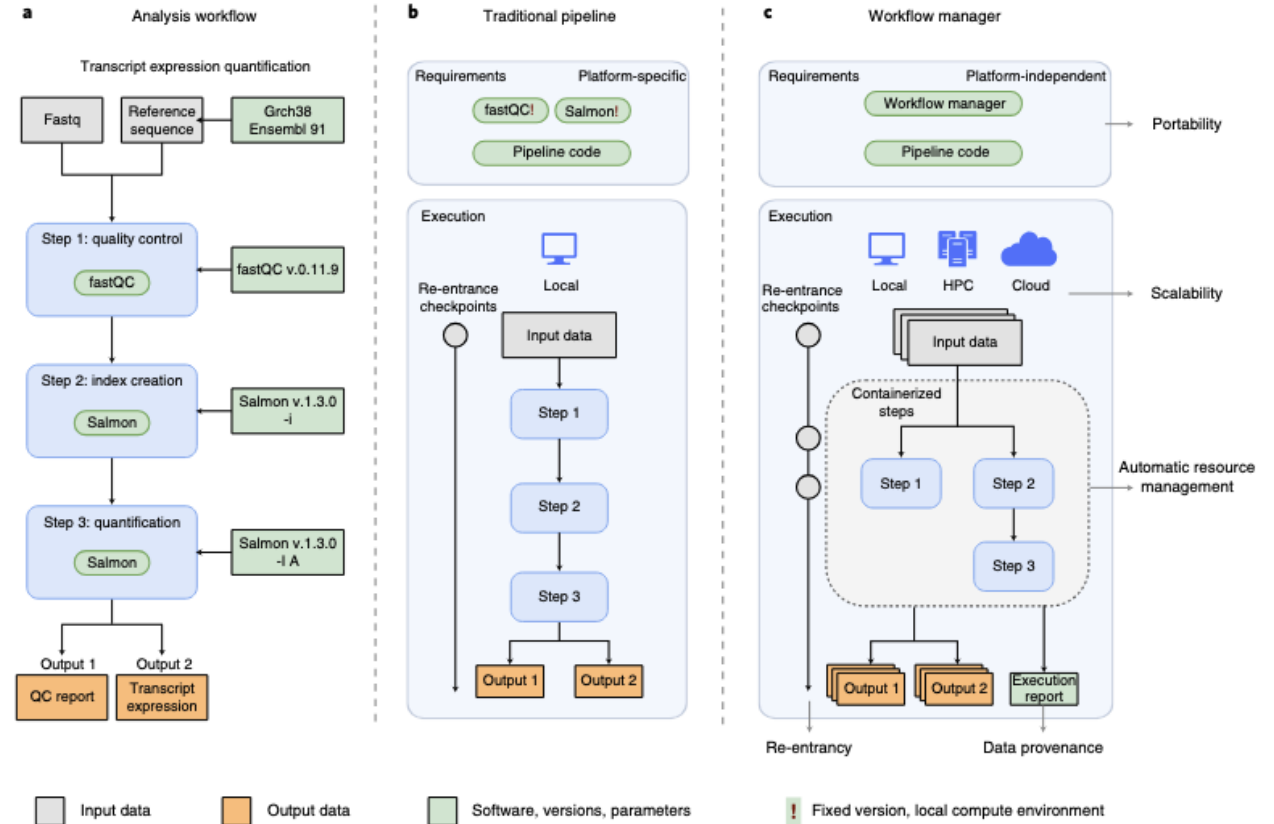 a Analysis workflow
Transcript expression quantification
Fastq
Reference
sequence
Grch38
Ensembl 91
Step 1: quality control
fastQC
fastQC v.0.11.9
Step 2: index creation
Salmon
Salmon v.1.3.0
-i
Step 3: quantification
Salmon
Salmon v.1.3.0
-l A
Output 1
QC report
Output 2
Transcript
expression
b Traditional pipeline
Requirements Platform-specific
fastQC! Salmon!
Pipeline code
Execution
Local
Re-entrance
checkpoints
Input data
Step 1
Step 2
Step 3
Output 1 Output 2
c Workflow manager
Requirements Platform-independent
Workflow manager
Pipeline code
Portability
Execution
Local HPC Cloud
Scalability
Re-entrance
checkpoints
Input data
Containerized
steps
Step 1 Step 2
Step 3
Automatic resource
management
Output 1 Output 2
Execution
report
Re-entrancy Data provenance
Input data Output data Software, versions, parameters ! Fixed version, local compute environment